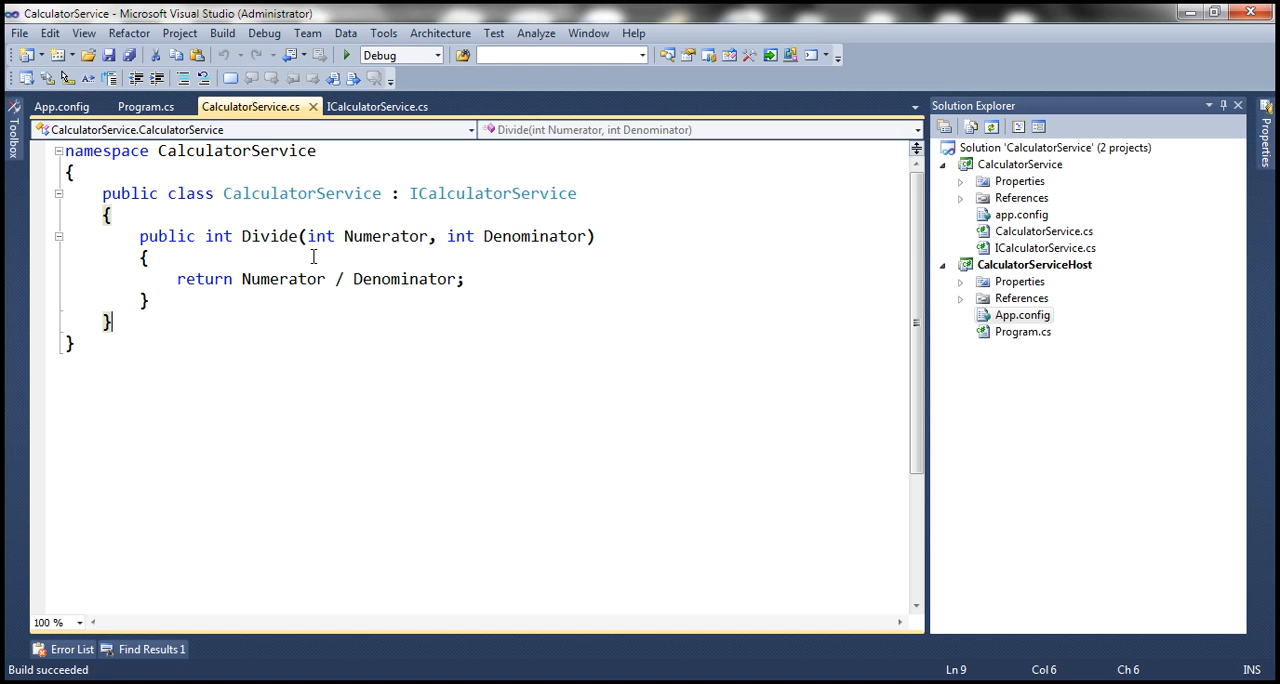 CalculatorService - Microsoft Visual Studio (Administrator)
File Edit View Refactor Project Build Debug Team Data Tools Architecture Test Analyze Window Help
Debug
App.config Program.cs CalculatorService.cs ICalculatorService.cs
CalculatorService.CalculatorService Divide(int Numerator, int Denominator)
Toolbox
namespace CalculatorService
{
public class CalculatorService : ICalculatorService
{
public int Divide(int Numerator, int Denominator)
{
return Numerator / Denominator;
}
}
}
100 %
Solution Explorer
Solution 'CalculatorService' (2 projects)
CalculatorService
Properties
References
app.config
CalculatorService.cs
ICalculatorService.cs
CalculatorServiceHost
Properties
References
App.config
Program.cs
Properties
Error List Find Results 1
Build succeeded Ln 9 Col 6 Ch 6 INS